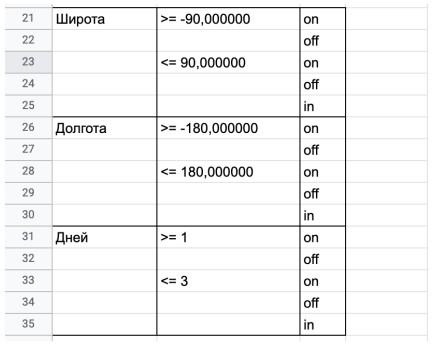 21 Широта >= -90,000000 on
22 off
23 <= 90,000000 on
24 off
25 in
26 Долгота >= -180,000000 on
27 off
28 <= 180,000000 on
29 off
30 in
31 Дней >= 1 on
32 off
33 <= 3 on
34 off
35 in